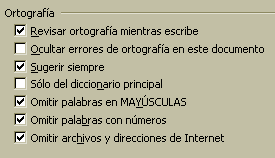 Ortografía
Revisar ortografía mientras escribe
Ocultar errores de ortografía en este documento
Sugerir siempre
Sólo del diccionario principal
Omitir palabras en MAYÚSCULAS
Omitir palabras con números
Omitir archivos y direcciones de Internet